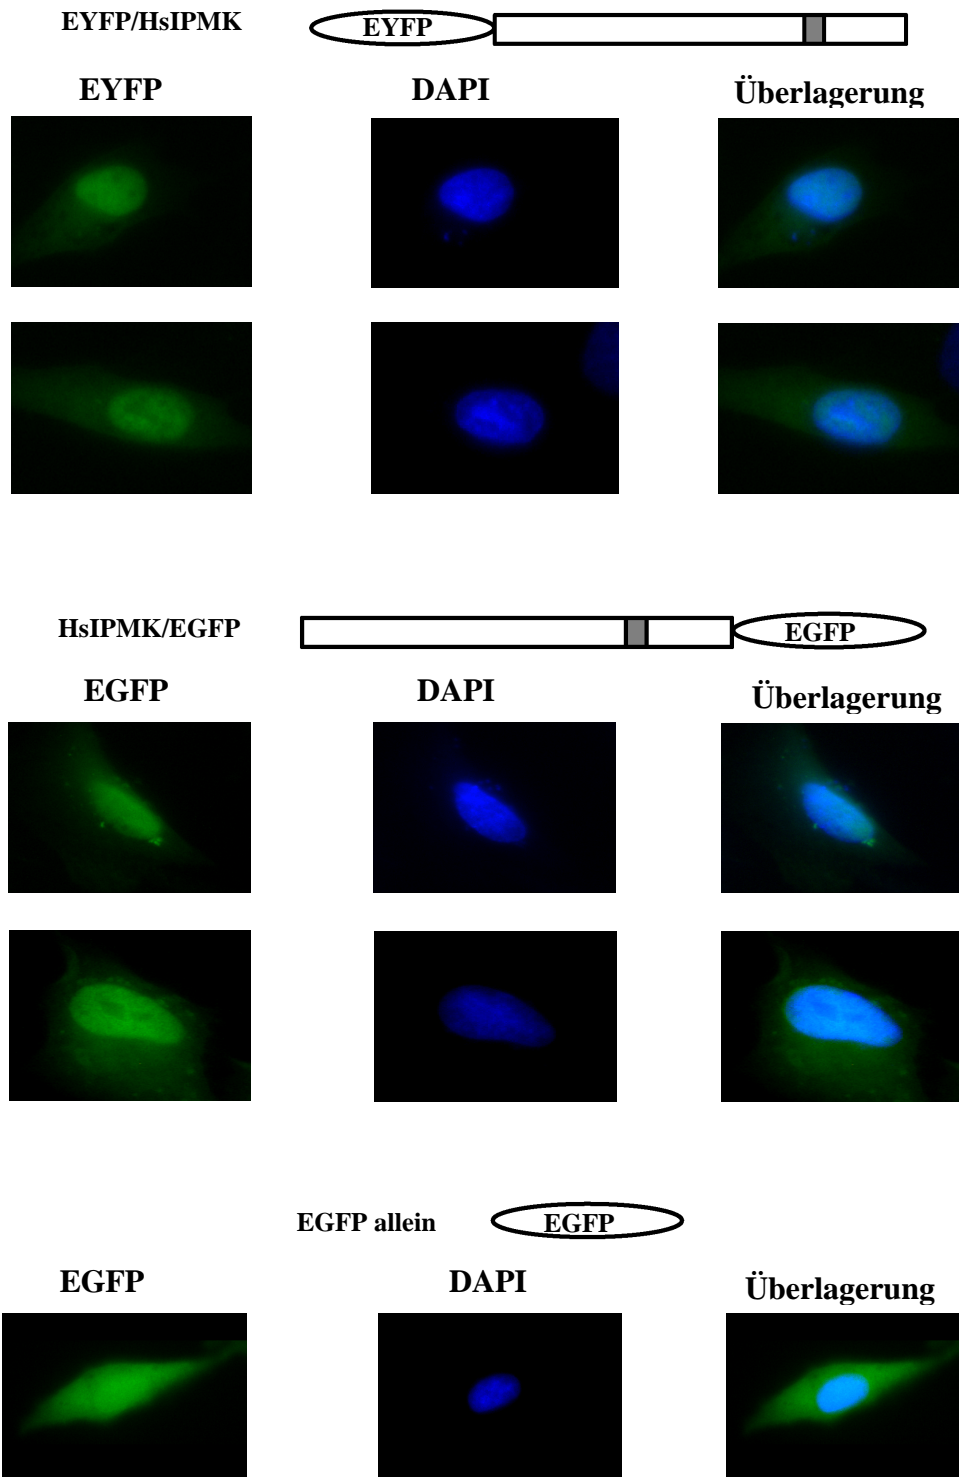 EYFP/HsIPMK EYFP
EYFP DAPI Überlagerung
HsIPMK/EGFP EGFP
EGFP DAPI Überlagerung
EGFP allein EGFP
EGFP DAPI Überlagerung